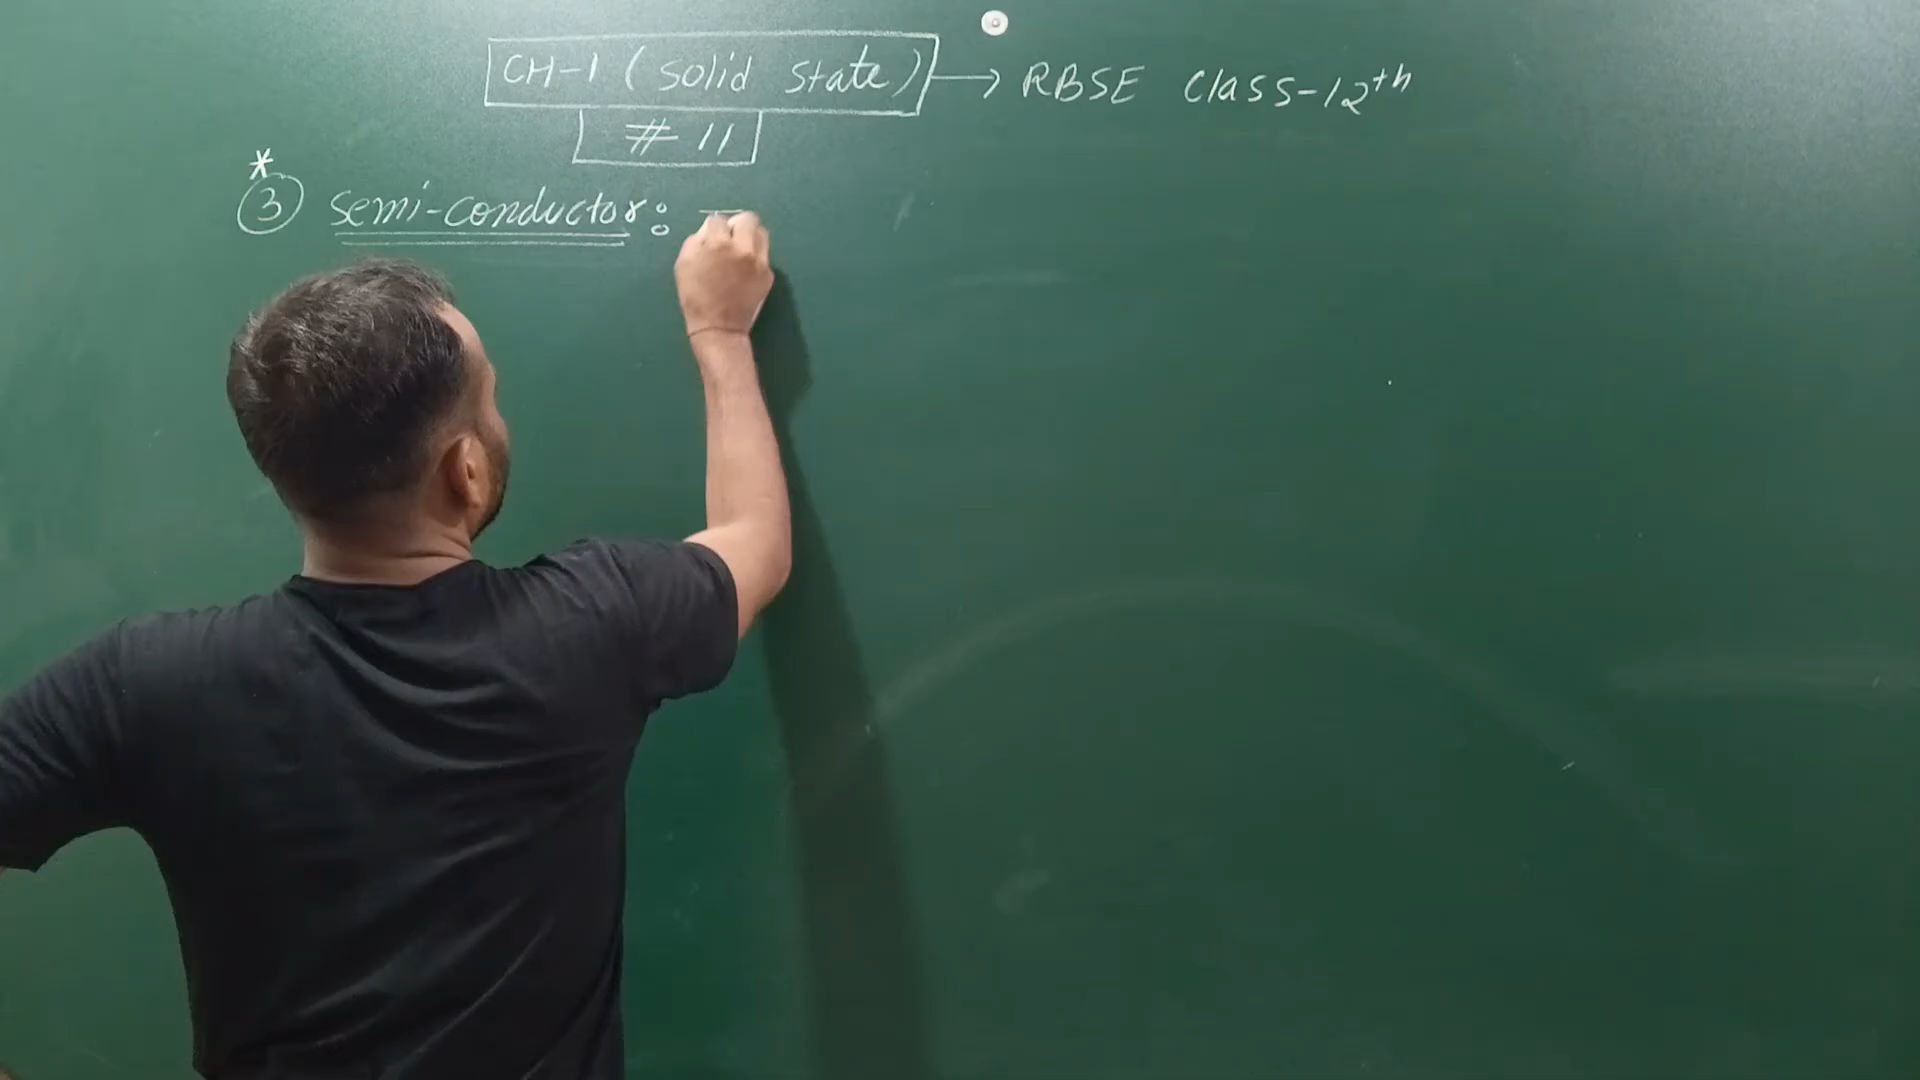 CH-1 (Solid State) → RBSE Class-12th
# 11
*
③ Semi-conductor: -